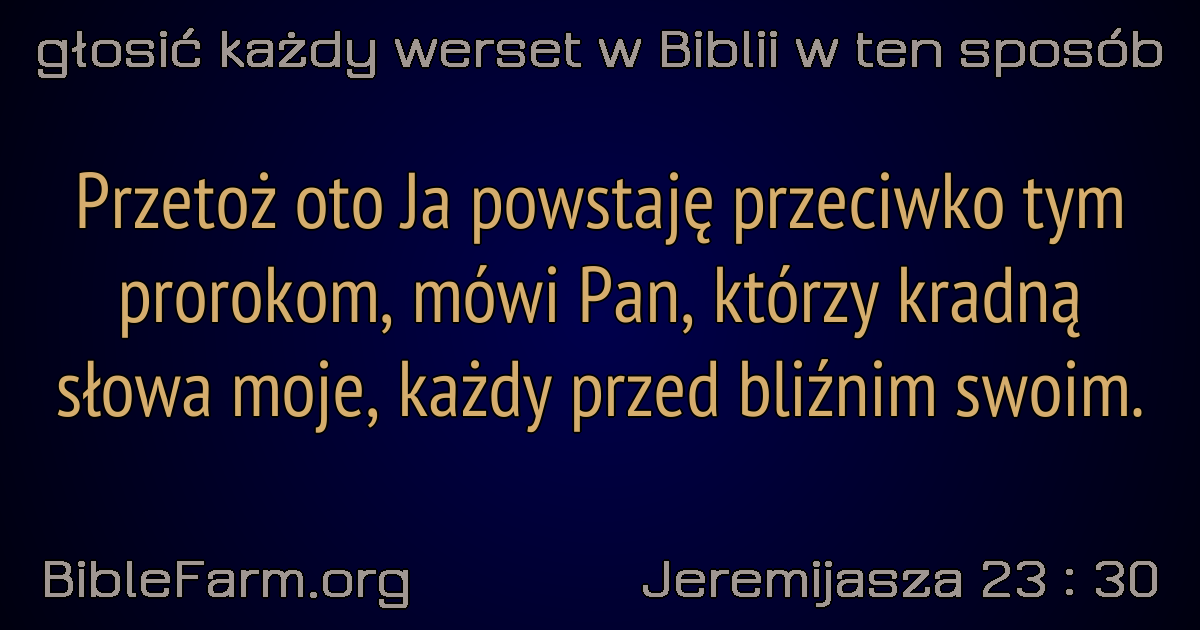 głosić każdy werset w Biblii w ten sposób
Przetoż oto Ja powstaję przeciwko tym
prorokom, mówi Pan, którzy kradną
słowa moje, każdy przed bliźnim swoim.
BibleFarm.org
Jeremijasza 23 : 30